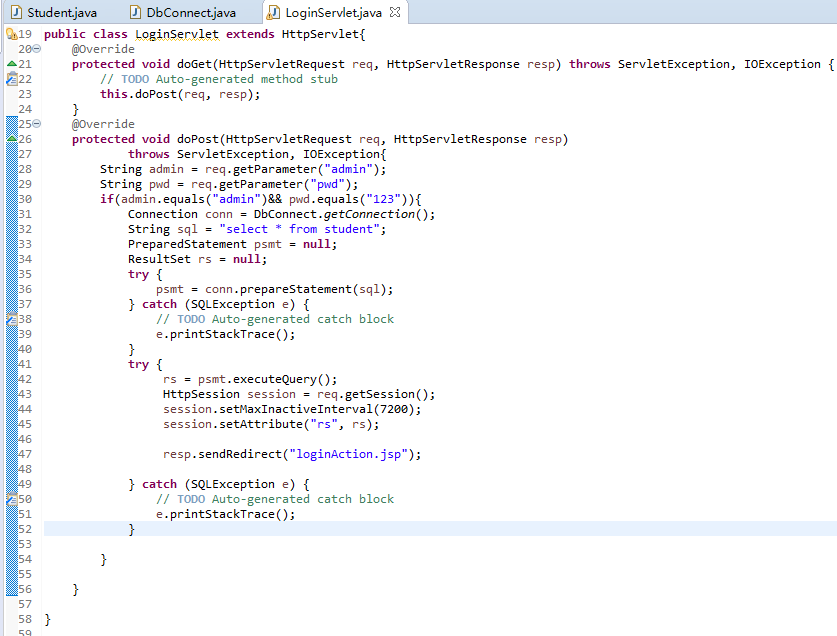 Student.java DbConnect.java LoginServlet.java
19 public class LoginServlet extends HttpServlet{
20 @Override
21 protected void doGet(HttpServletRequest req, HttpServletResponse resp) throws ServletException, IOException {
22 // TODO Auto-generated method stub
23 this.doPost(req, resp);
24 }
25 @Override
26 protected void doPost(HttpServletRequest req, HttpServletResponse resp)
27 throws ServletException, IOException{
28 String admin = req.getParameter("admin");
29 String pwd = req.getParameter("pwd");
30 if(admin.equals("admin")&& pwd.equals("123")){
31 Connection conn = DbConnect.getConnection();
32 String sql = "select * from student";
33 PreparedStatement psmt = null;
34 ResultSet rs = null;
35 try {
36 psmt = conn.prepareStatement(sql);
37 } catch (SQLException e) {
38 // TODO Auto-generated catch block
39 e.printStackTrace();
40 }
41 try {
42 rs = psmt.executeQuery();
43 HttpSession session = req.getSession();
44 session.setMaxInactiveInterval(7200);
45 session.setAttribute("rs", rs);
46
47 resp.sendRedirect("loginAction.jsp");
48
49 } catch (SQLException e) {
50 // TODO Auto-generated catch block
51 e.printStackTrace();
52 }
53
54 }
55
56 }
57
58 }
59